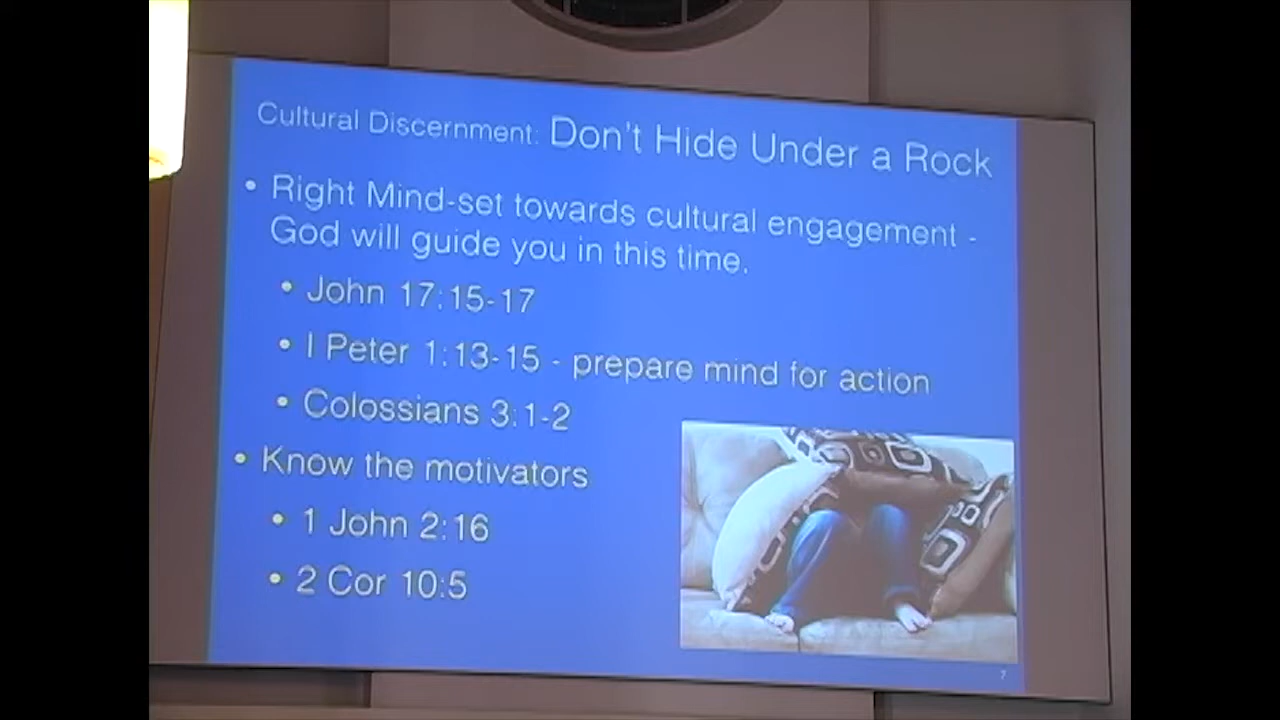 Cultural Discernment: Don't Hide Under a Rock
• Right Mind-set towards cultural engagement -
God will guide you in this time.
• John 17:15-17
• I Peter 1:13-15 - prepare mind for action
• Colossians 3:1-2
• Know the motivators
• 1 John 2:16
• 2 Cor 10:5
7